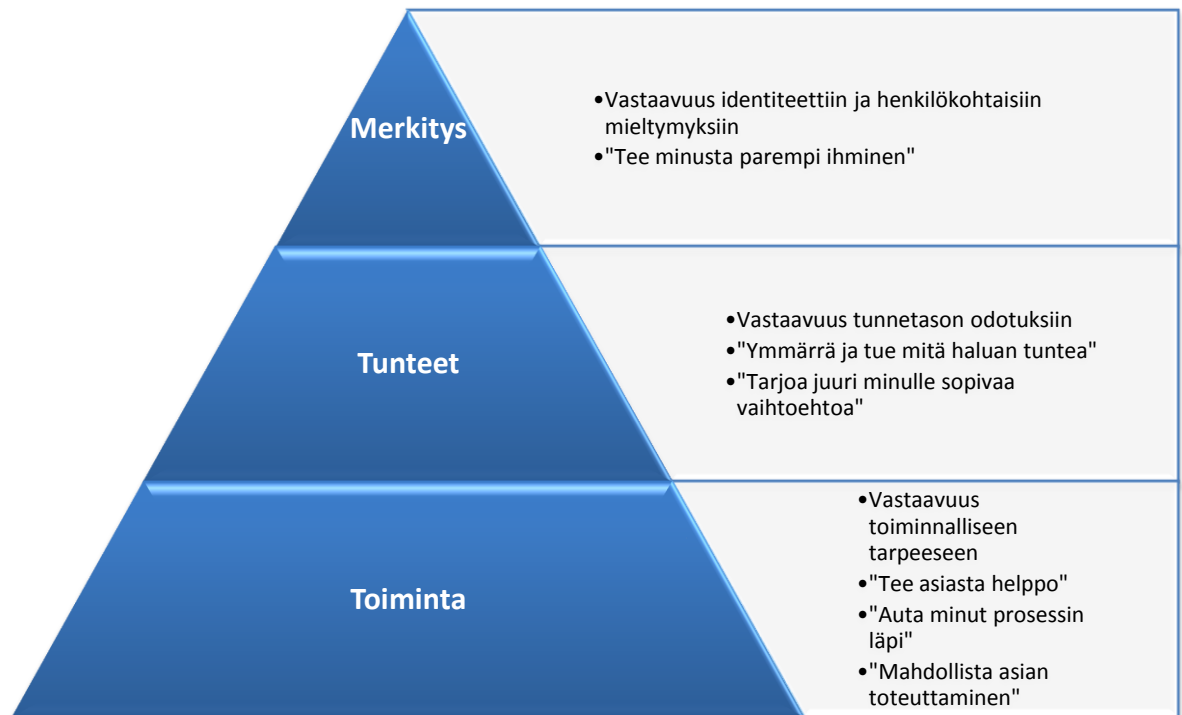 Merkitys
•Vastaavuus identiteettiin ja henkilökohtaisiin
mieltymyksiin
•"Tee minusta parempi ihminen"
Tunteet
•Vastaavuus tunnetason odotuksiin
•"Ymmärrä ja tue mitä haluan tuntea"
•"Tarjoa juuri minulle sopivaa
vaihtoehtoa"
Toiminta
•Vastaavuus
toiminnalliseen
tarpeeseen
•"Tee asiasta helppo"
•"Auta minut prosessin
läpi"
•"Mahdollista asian
toteuttaminen"